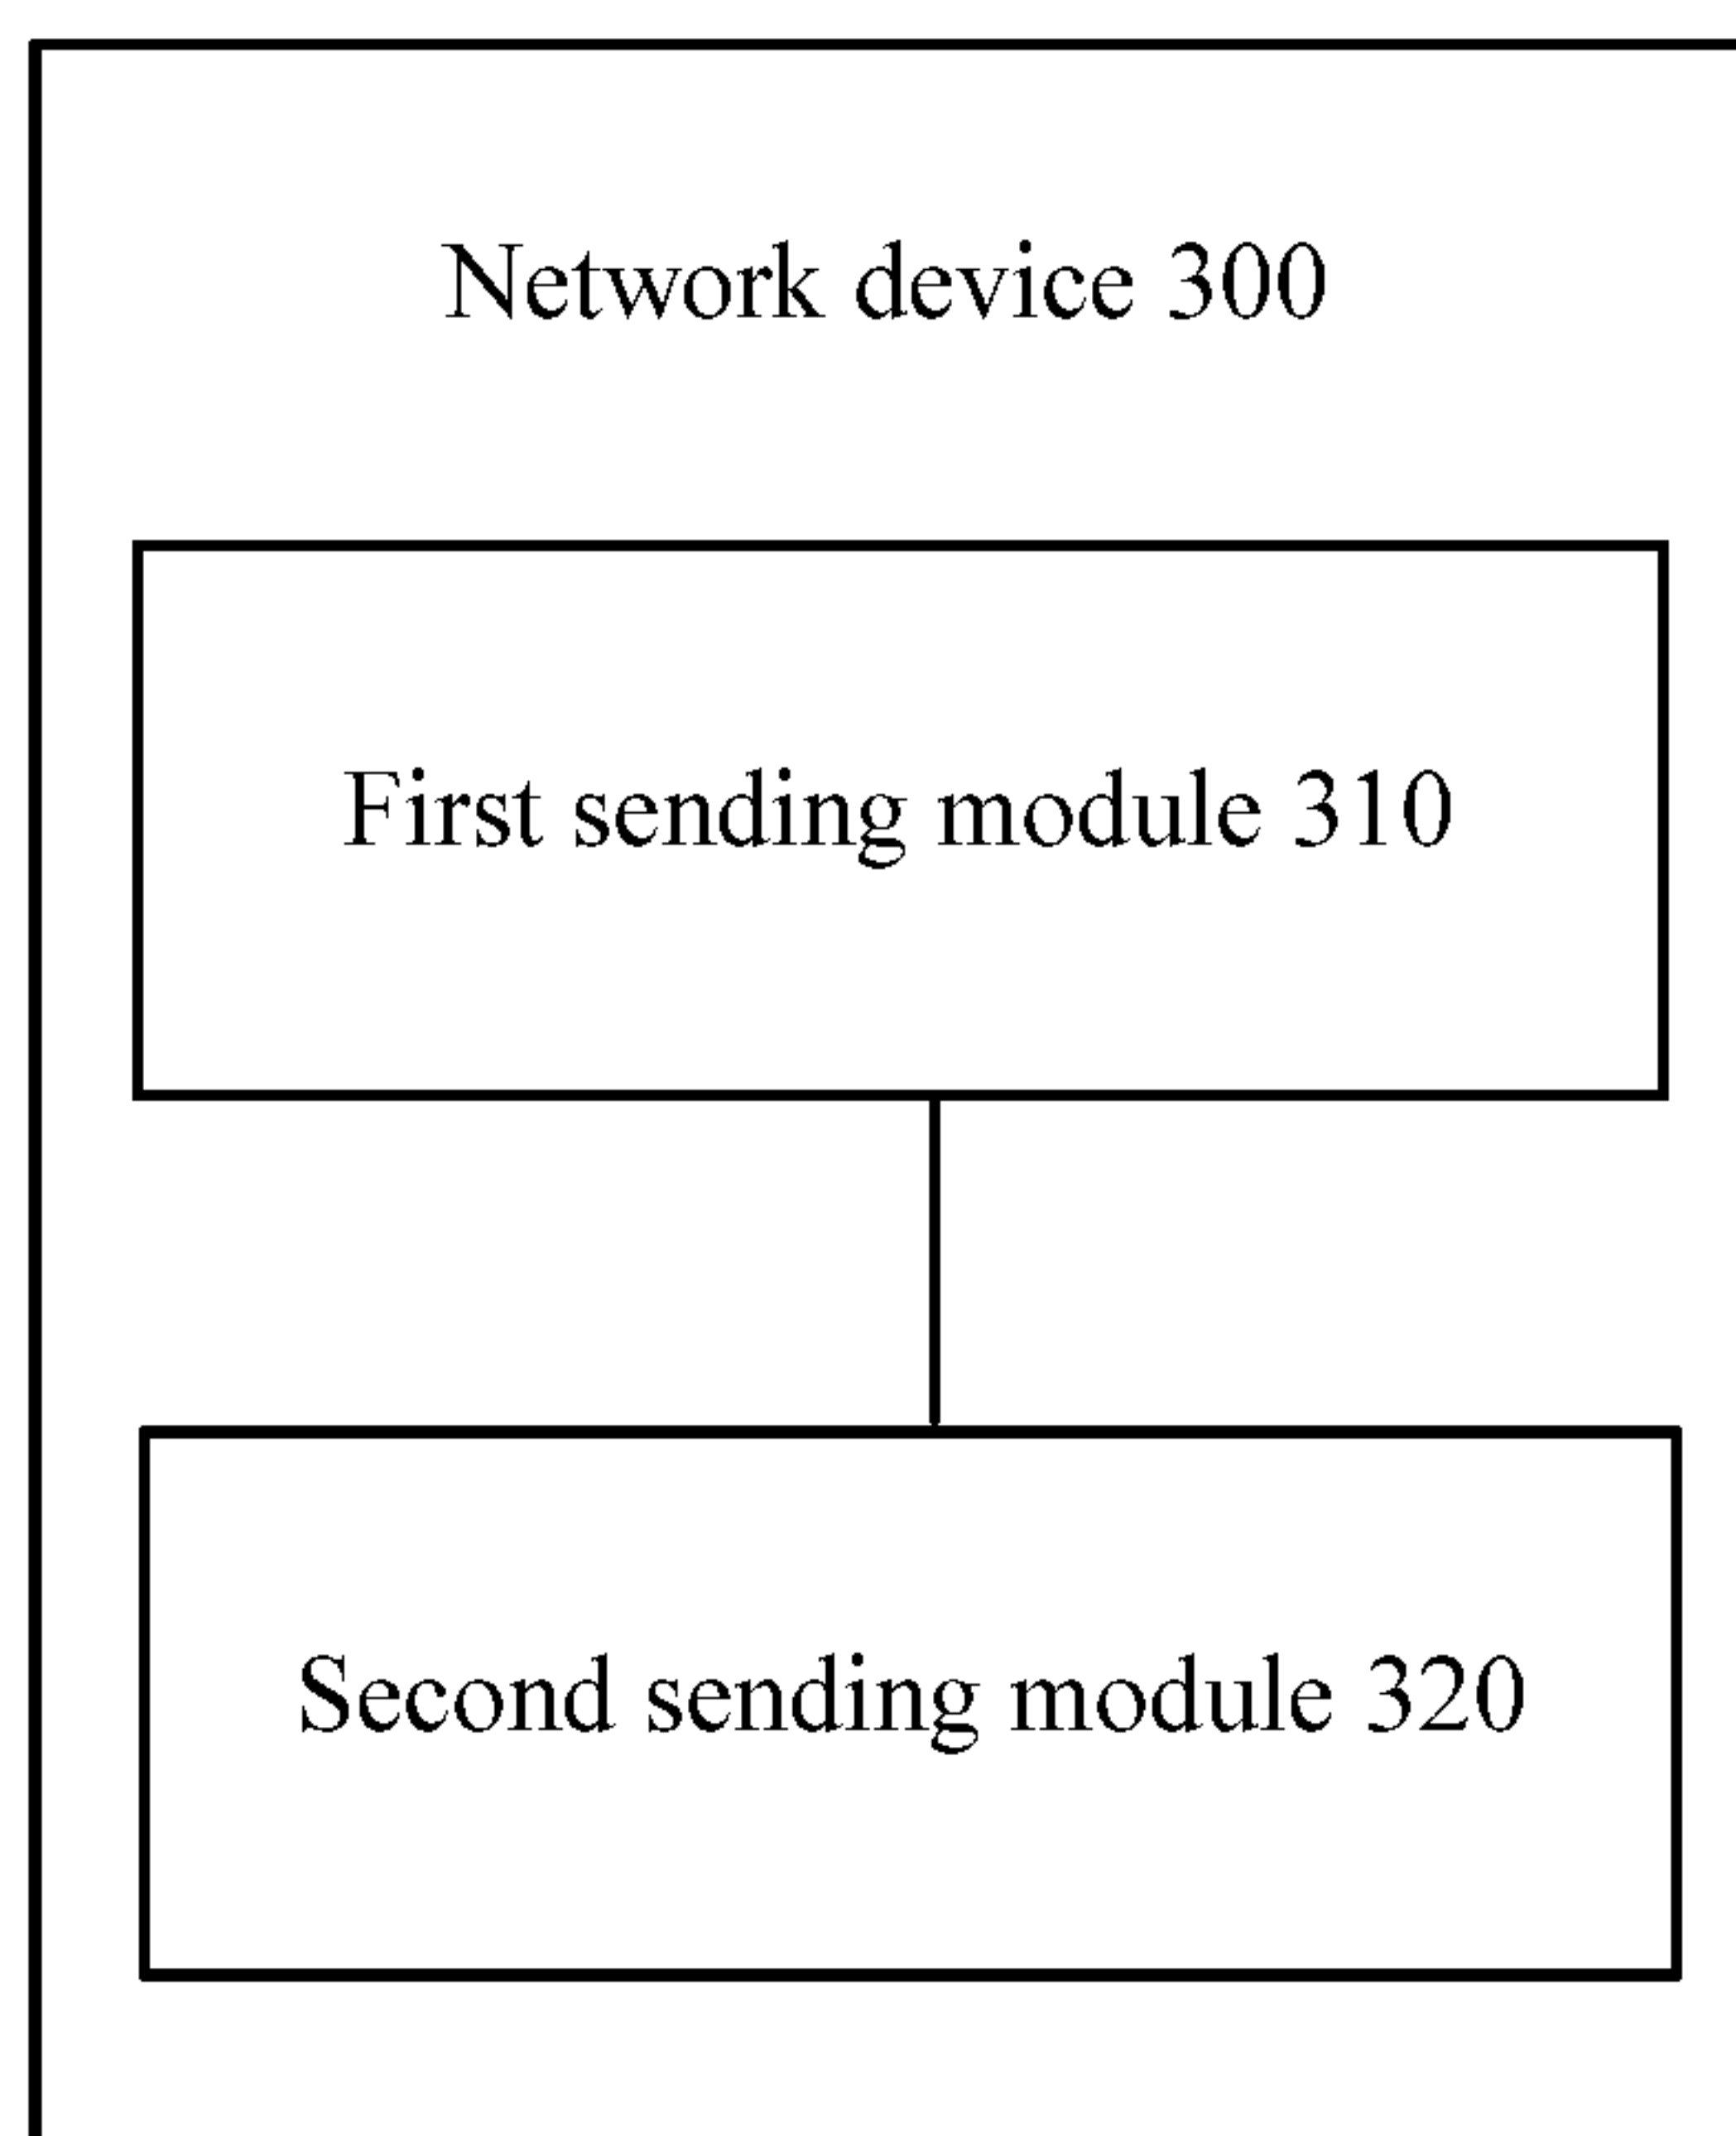 Network device 300
First sending module 310
Second sending module 320